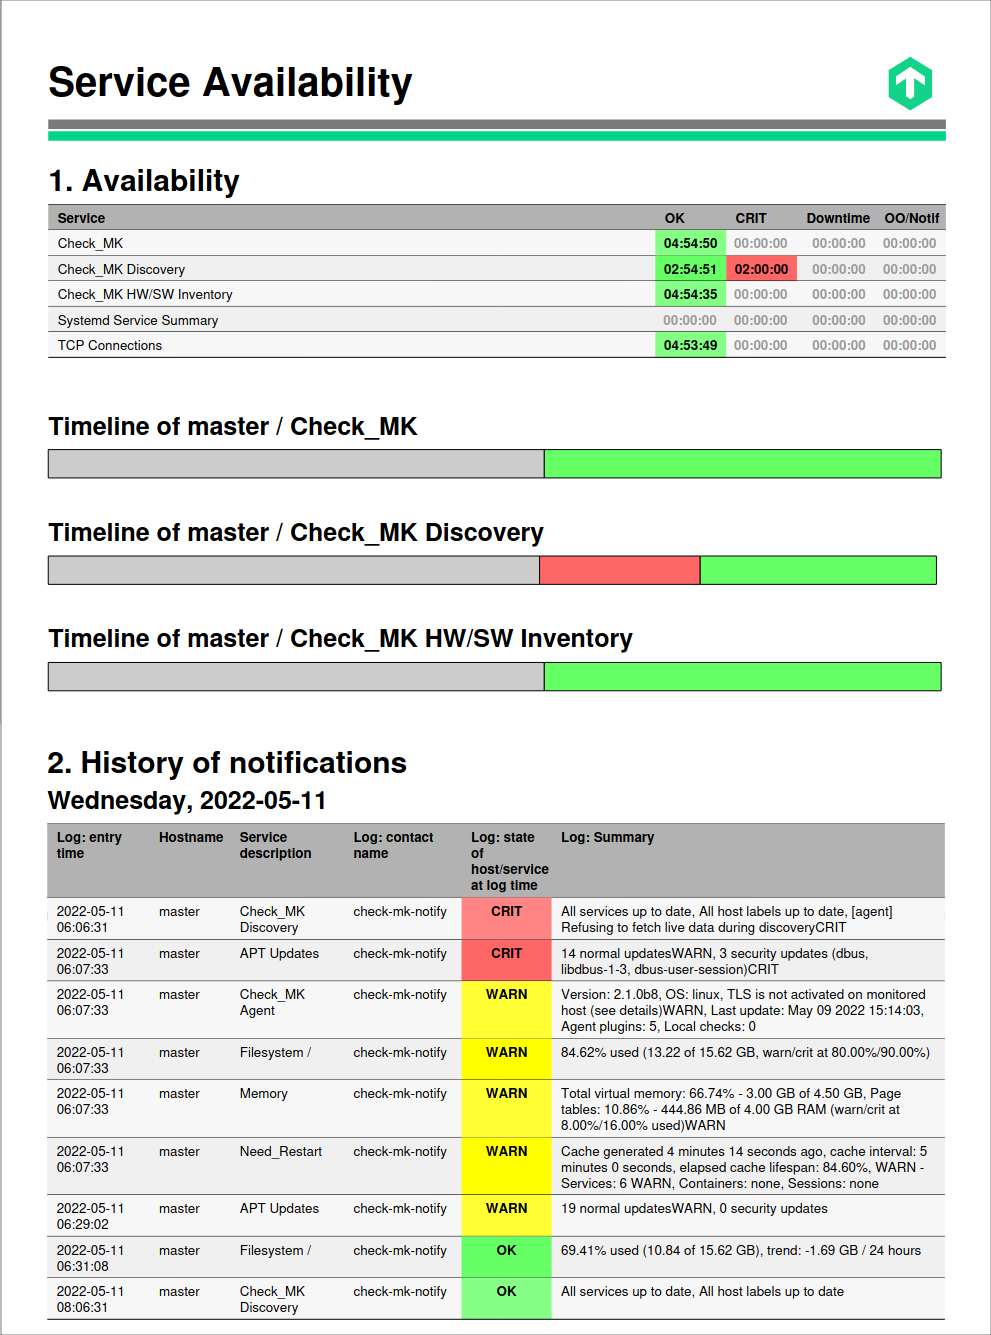 Service Availability
1. Availability
Service OK CRIT Downtime OO/Notif
Check_MK 04:54:50 00:00:00 00:00:00 00:00:00
Check_MK Discovery 02:54:51 02:00:00 00:00:00 00:00:00
Check_MK HW/SW Inventory 04:54:35 00:00:00 00:00:00 00:00:00
Systemd Service Summary 00:00:00 00:00:00 00:00:00 00:00:00
TCP Connections 04:53:49 00:00:00 00:00:00 00:00:00
Timeline of master / Check_MK
Timeline of master / Check_MK Discovery
Timeline of master / Check_MK HW/SW Inventory
2. History of notifications
Wednesday, 2022-05-11
Log: entry
time
Hostname
Service
description
Log: contact
name
Log: state
of
host/service
at log time
Log: Summary
2022-05-11
06:06:31
master
Check_MK
Discovery
check-mk-notify
CRIT
All services up to date, All host labels up to date, [agent]
Refusing to fetch live data during discoveryCRIT
2022-05-11
06:07:33
master
APT Updates
check-mk-notify
CRIT
14 normal updatesWARN, 3 security updates (dbus,
libdbus-1-3, dbus-user-session)CRIT
2022-05-11
06:07:33
master
Check_MK
Agent
check-mk-notify
WARN
Version: 2.1.0b8, OS: linux, TLS is not activated on monitored
host (see details)WARN, Last update: May 09 2022 15:14:03,
Agent plugins: 5, Local checks: 0
2022-05-11
06:07:33
master
Filesystem /
check-mk-notify
WARN
84.62% used (13.22 of 15.62 GB, warn/crit at 80.00%/90.00%)
2022-05-11
06:07:33
master
Memory
check-mk-notify
WARN
Total virtual memory: 66.74% - 3.00 GB of 4.50 GB, Page
tables: 10.86% - 444.86 MB of 4.00 GB RAM (warn/crit at
8.00%/16.00% used)WARN
2022-05-11
06:07:33
master
Need_Restart
check-mk-notify
WARN
Cache generated 4 minutes 14 seconds ago, cache interval: 5
minutes 0 seconds, elapsed cache lifespan: 84.60%, WARN -
Services: 6 WARN, Containers: none, Sessions: none
2022-05-11
06:29:02
master
APT Updates
check-mk-notify
WARN
19 normal updatesWARN, 0 security updates
2022-05-11
06:31:08
master
Filesystem /
check-mk-notify
OK
69.41% used (10.84 of 15.62 GB), trend: -1.69 GB / 24 hours
2022-05-11
08:06:31
master
Check_MK
Discovery
check-mk-notify
OK
All services up to date, All host labels up to date